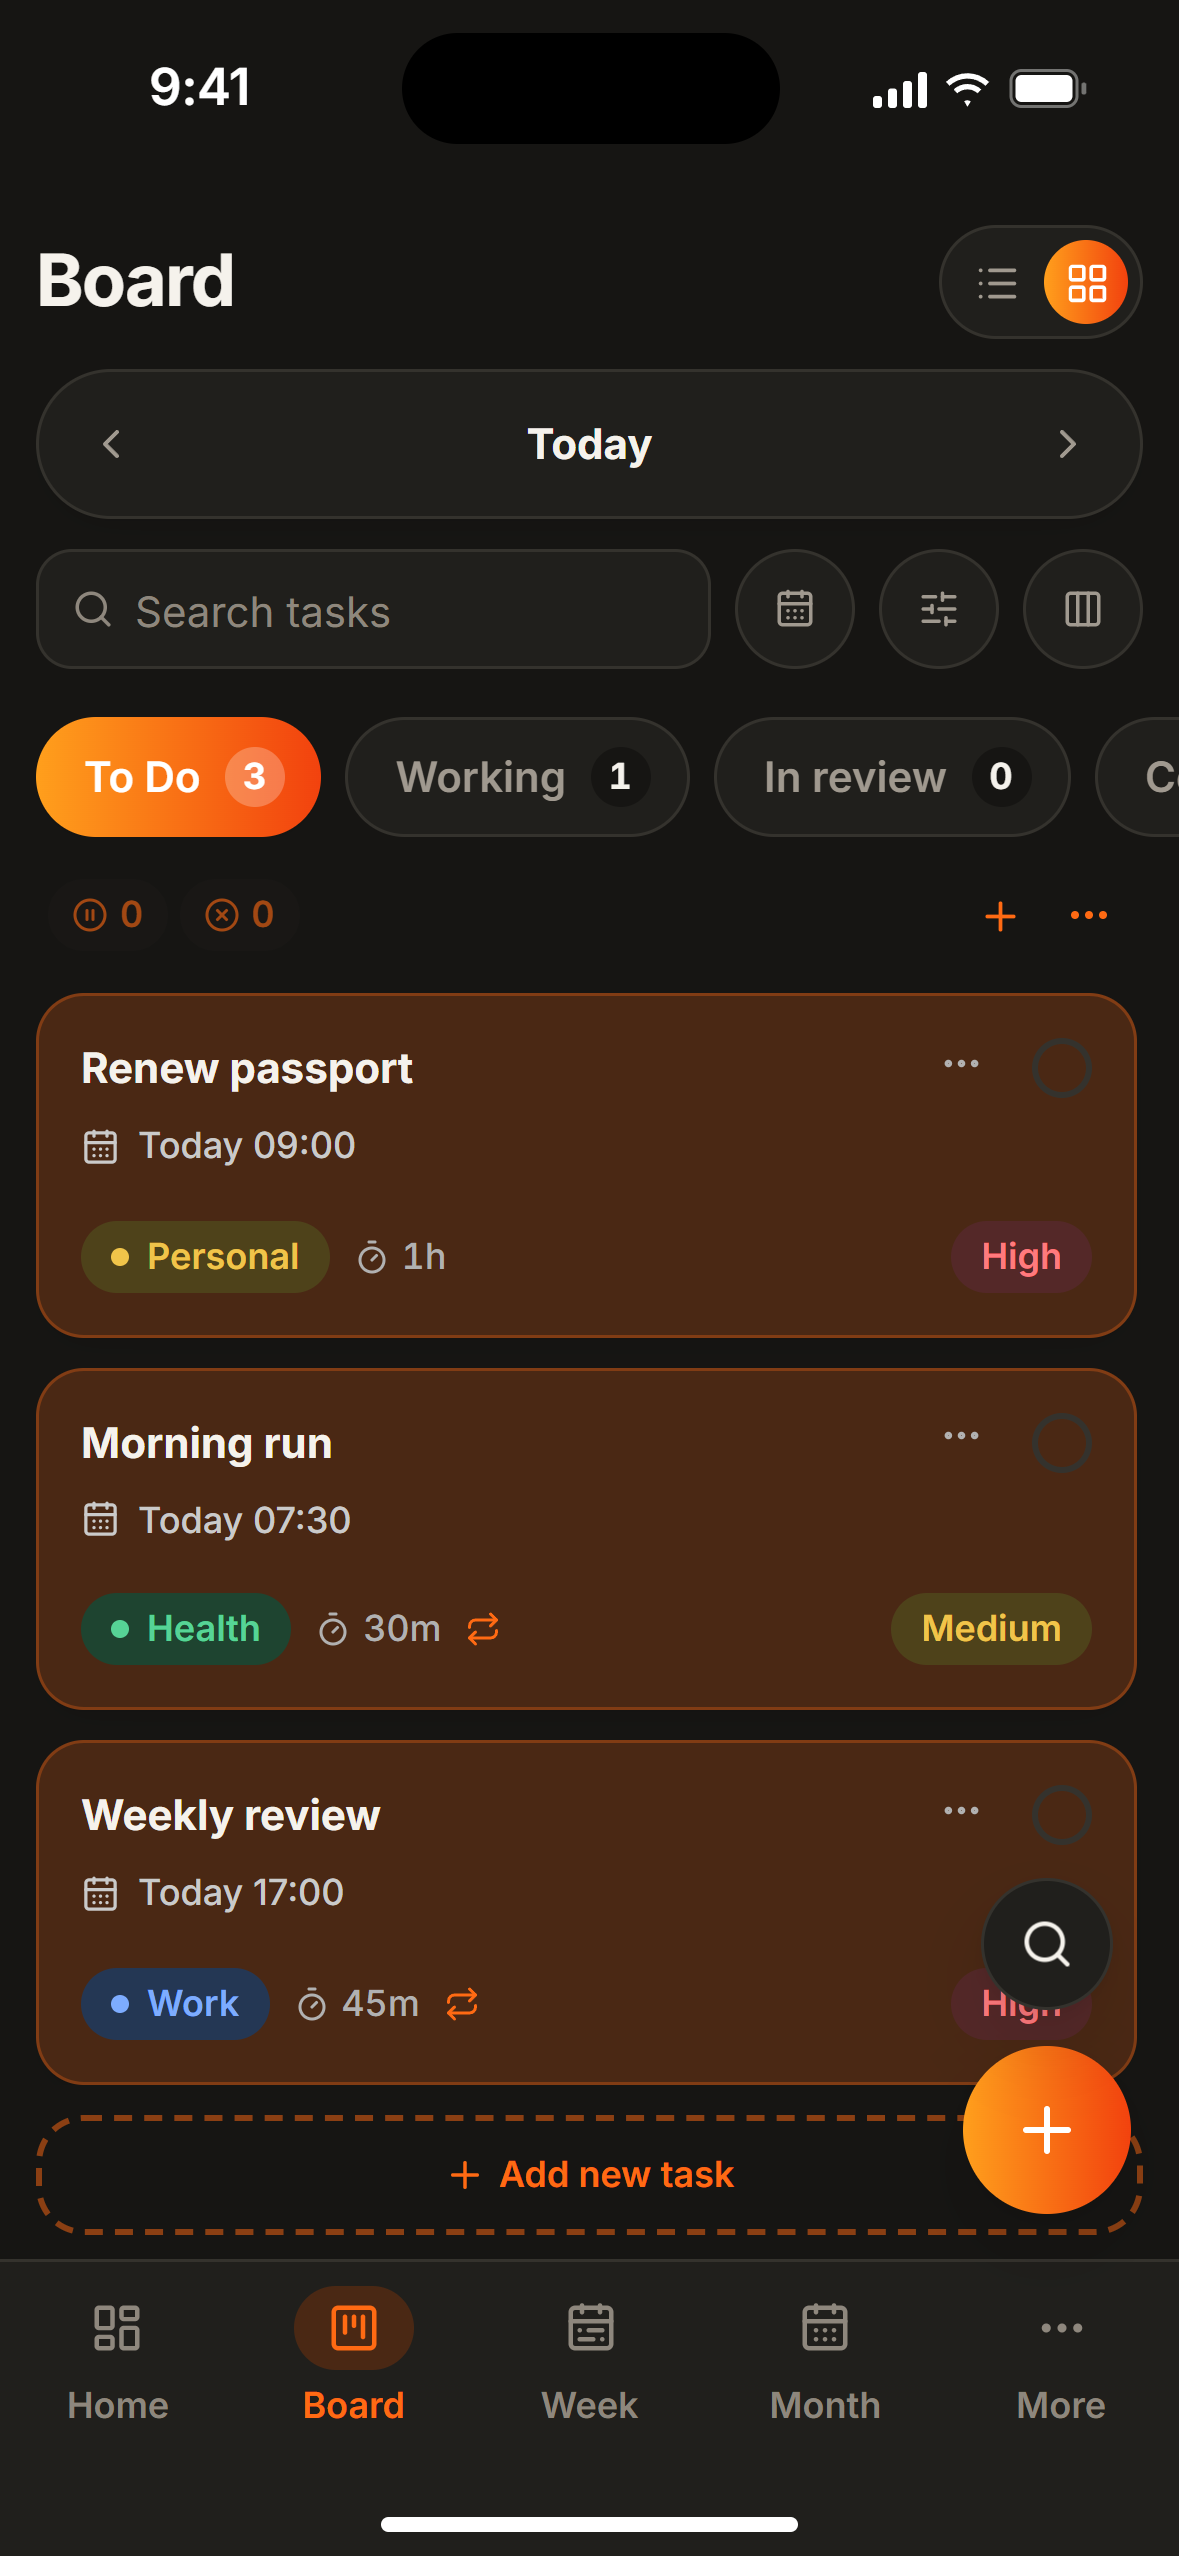 9:41
Board
Today
Search tasks
To Do 3
Working 1
In review 0
0 0
Renew passport
Today 09:00
Personal 1h High
Morning run
Today 07:30
Health 30m Medium
Weekly review
Today 17:00
Work 45m High
Add new task
Home Board Week Month More